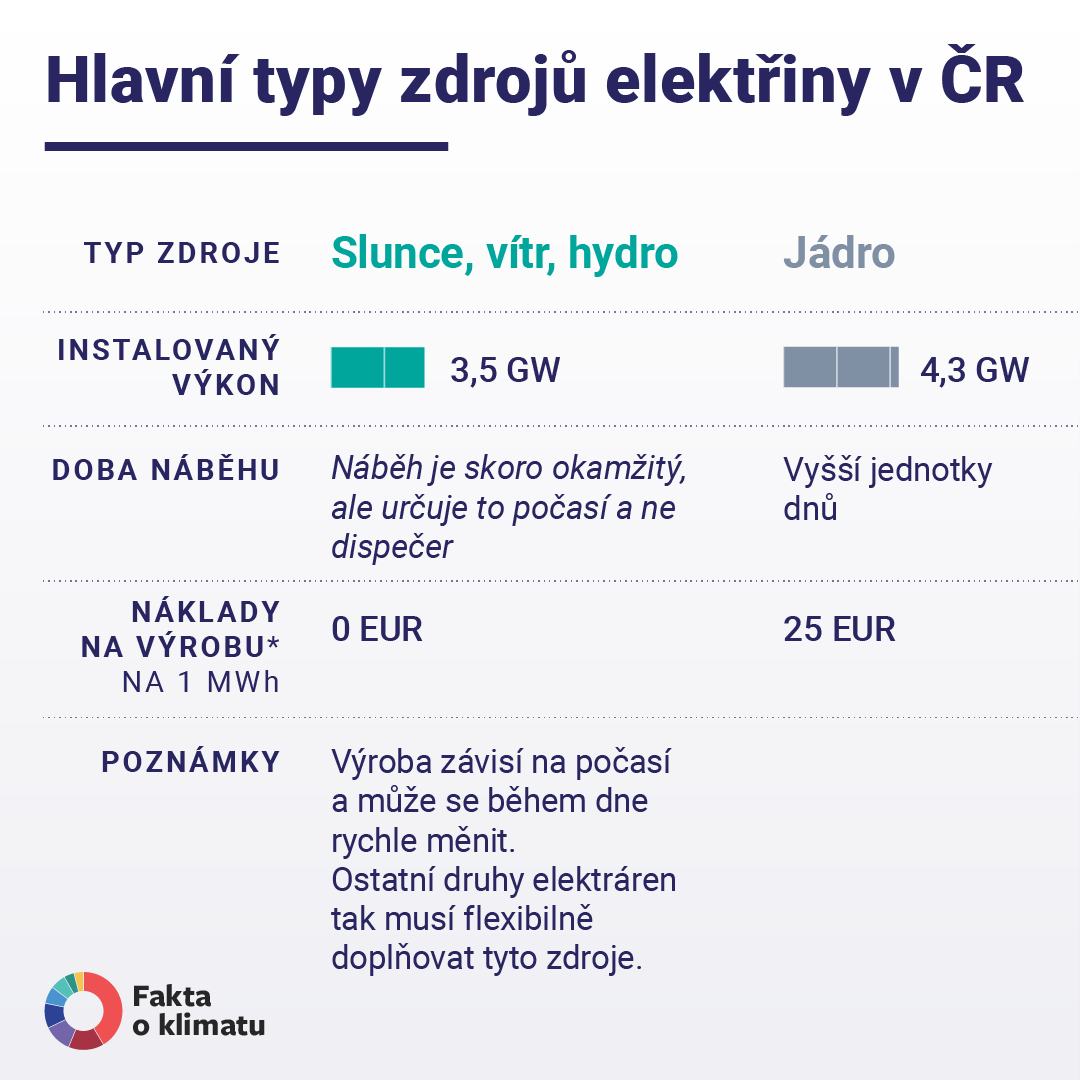 Hlavní typy zdrojů elektřiny v ČR
TYP ZDROJE
Slunce, vítr, hydro
Jádro
INSTALOVANÝ
VÝKON
3,5 GW
4,3 GW
DOBA NÁBĚHU
Náběh je skoro okamžitý,
ale určuje to počasí a ne
dispečer
Vyšší jednotky
dnů
NÁKLADY
NA VÝROBU*
NA 1 MWh
0 EUR
25 EUR
POZNÁMKY
Výroba závisí na počasí
a může se během dne
rychle měnit.
Ostatní druhy elektráren
tak musí flexibilně
doplňovat tyto zdroje.
Fakta
o klimatu